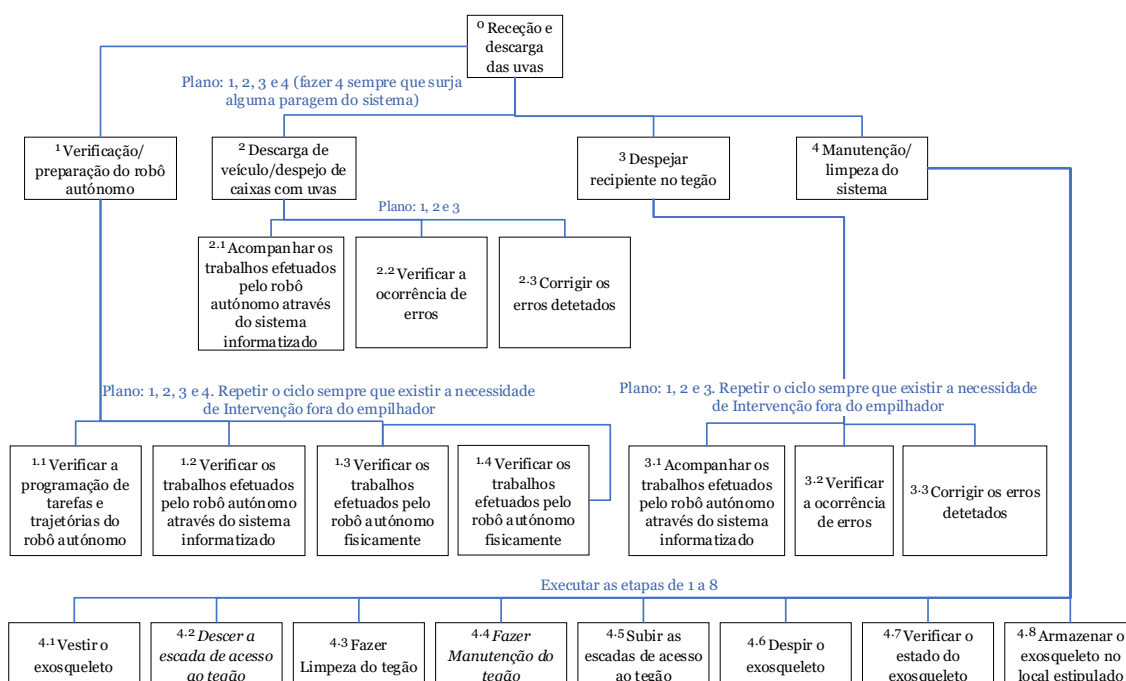 0 Receção e
descarga
das uvas
Plano: 1, 2, 3 e 4 (fazer 4 sempre que surja
alguma paragem do sistema)
1 Verificação/
preparação do robô
autónomo
2 Descarga de
veículo/despejo de
caixas com uvas
3 Despejar
recipiente no tegão
4 Manutenção/
limpeza do
sistema
Plano: 1, 2 e 3
2.1 Acompanhar os
trabalhos efetuados
pelo robô
autónomo através
do sistema
informatizado
2.2 Verificar a
ocorrência de
erros
2.3 Corrigir os
erros detetados
Plano: 1, 2, 3 e 4. Repetir o ciclo sempre que existir a necessidade
de Intervenção fora do empilhador
Plano: 1, 2 e 3. Repetir o ciclo sempre que existir a necessidade
de Intervenção fora do empilhador
1.1 Verificar a
programação de
tarefas e
trajetórias do
robô autónomo
1.2 Verificar os
trabalhos efetuados
pelo robô autónomo
através do sistema
informatizado
1.3 Verificar os
trabalhos
efetuados pelo
robô autónomo
fisicamente
1.4 Verificar os
trabalhos
efetuados pelo
robô autónomo
fisicamente
3.1 Acompanhar os
trabalhos efetuados
pelo robô autónomo
através do sistema
informatizado
3.2 Verificar
a ocorrência
de erros
3.3 Corrigir os erros
detetados
Executar as etapas de 1 a 8
4.1 Vestir o
exosqueleto
4.2 Descer a
escada de acesso
ao tegão
4.3 Fazer
Limpeza do tegão
4.4 Fazer
Manutenção do
tegão
4.5 Subir as
escadas de acesso
ao tegão
4.6 Despir o
exosqueleto
4.7 Verificar o
estado do
exosqueleto
4.8 Armazenar o
exosqueleto no
local estipulado